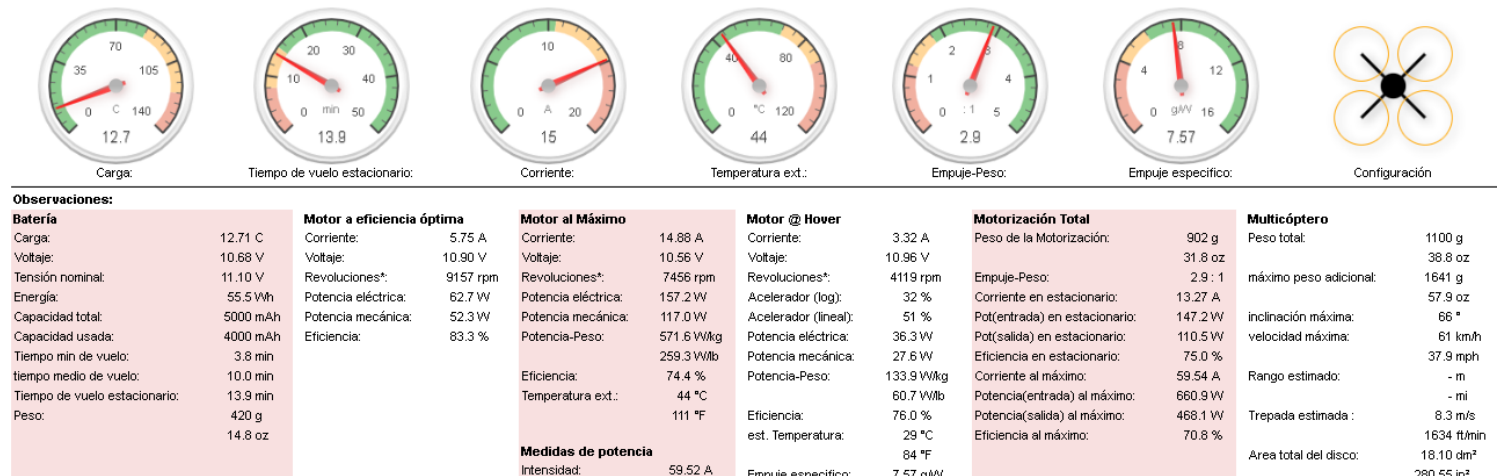 70
35
105
0
C
140
12.7
20
30
10
40
0
min
50
13.9
10
0
A
20
15
40
80
0
°C
120
44
2
3
1
4
0
:1
5
2.9
8
4
12
0
g/W
16
7.57
Carga:
Tiempo de vuelo estacionario:
Corriente:
Temperatura ext.:
Empuje-Peso:
Empuje especifico:
Configuración
Observaciones:
Batería
Carga: 12.71 C
Voltaje: 10.68 V
Tensión nominal: 11.10 V
Energía: 55.5 Wh
Capacidad total: 5000 mAh
Capacidad usada: 4000 mAh
Tiempo min de vuelo: 3.8 min
tiempo medio de vuelo: 10.0 min
Tiempo de vuelo estacionario: 13.9 min
Peso: 420 g
14.8 oz
Motor a eficiencia óptima
Corriente: 5.75 A
Voltaje: 10.90 V
Revoluciones*: 9157 rpm
Potencia eléctrica: 62.7 W
Potencia mecánica: 52.3 W
Eficiencia: 83.3 %
Motor al Máximo
Corriente: 14.88 A
Voltaje: 10.56 V
Revoluciones*: 7456 rpm
Potencia eléctrica: 157.2 W
Potencia mecánica: 117.0 W
Potencia-Peso: 571.6 W/kg
259.3 W/lb
Eficiencia: 74.4 %
Temperatura ext.: 44 °C
111 °F
Medidas de potencia
Intensidad: 59.52 A
Motor @ Hover
Corriente: 3.32 A
Voltaje: 10.96 V
Revoluciones*: 4119 rpm
Acelerador (log): 32 %
Acelerador (lineal): 51 %
Potencia eléctrica: 36.3 W
Potencia mecánica: 27.6 W
Potencia-Peso: 133.9 W/kg
60.7 W/lb
Eficiencia: 76.0 %
est. Temperatura: 29 °C
84 °F
Empuje especifico: 7.57 g/W
Motorización Total
Peso de la Motorización: 902 g
31.8 oz
Empuje-Peso: 2.9 : 1
Corriente en estacionario: 13.27 A
Pot(entrada) en estacionario: 147.2 W
Pot(salida) en estacionario: 110.5 W
Eficiencia en estacionario: 75.0 %
Corriente al máximo: 59.54 A
Potencia(entrada) al máximo: 660.9 W
Potencia(salida) al máximo: 468.1 W
Eficiencia al máximo: 70.8 %
Multicóptero
Peso total: 1100 g
38.8 oz
máximo peso adicional: 1641 g
57.9 oz
inclinación máxima: 66 °
velocidad máxima: 61 km/h
37.9 mph
Rango estimado: - m
- mi
Trepada estimada : 8.3 m/s
1634 ft/min
Area total del disco: 18.10 dm²
280.55 in²